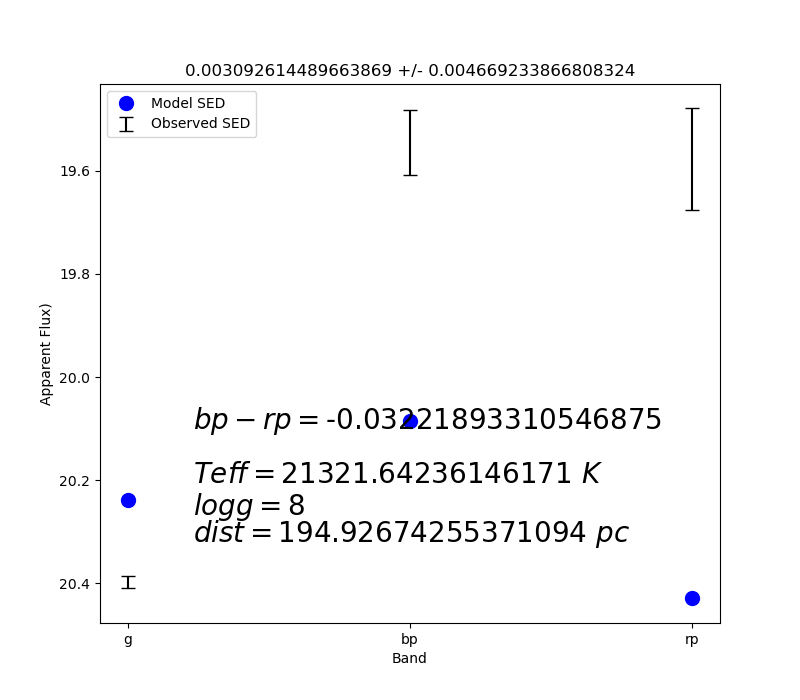 0.003092614489663869 +/- 0.004669233866808324
Model SED
Observed SED
19.6
19.8
20.0
20.2
20.4
Apparent Flux)
bp − rp = -0.03221893310546875
Teff = 21321.64236146171 K
logg = 8
dist = 194.92674255371094 pc
g
bp
rp
Band